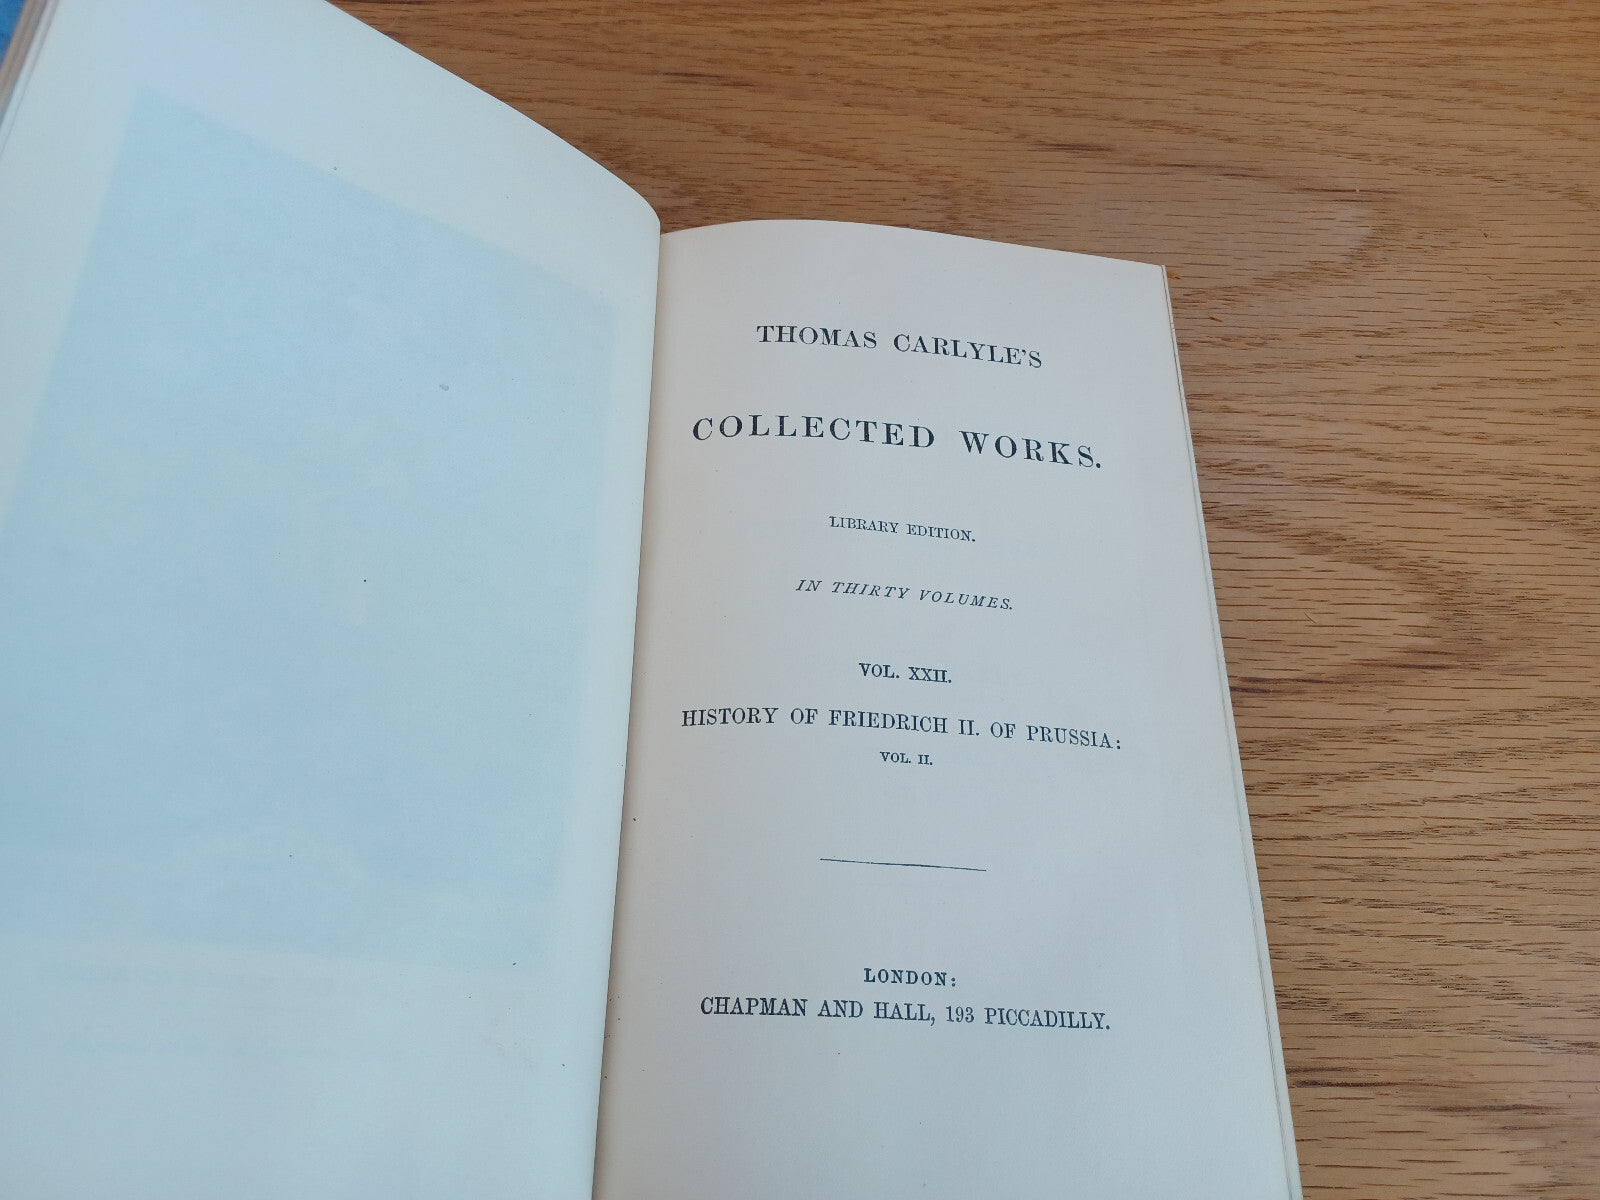 THOMAS CARLYLE'S
COLLECTED WORKS.
LIBRARY EDITION.
IN THIRTY VOLUMES.
VOL. XXII.
HISTORY OF FRIEDRICH II. OF PRUSSIA:
VOL. II.
LONDON:
CHAPMAN AND HALL, 193 PICCADILLY.